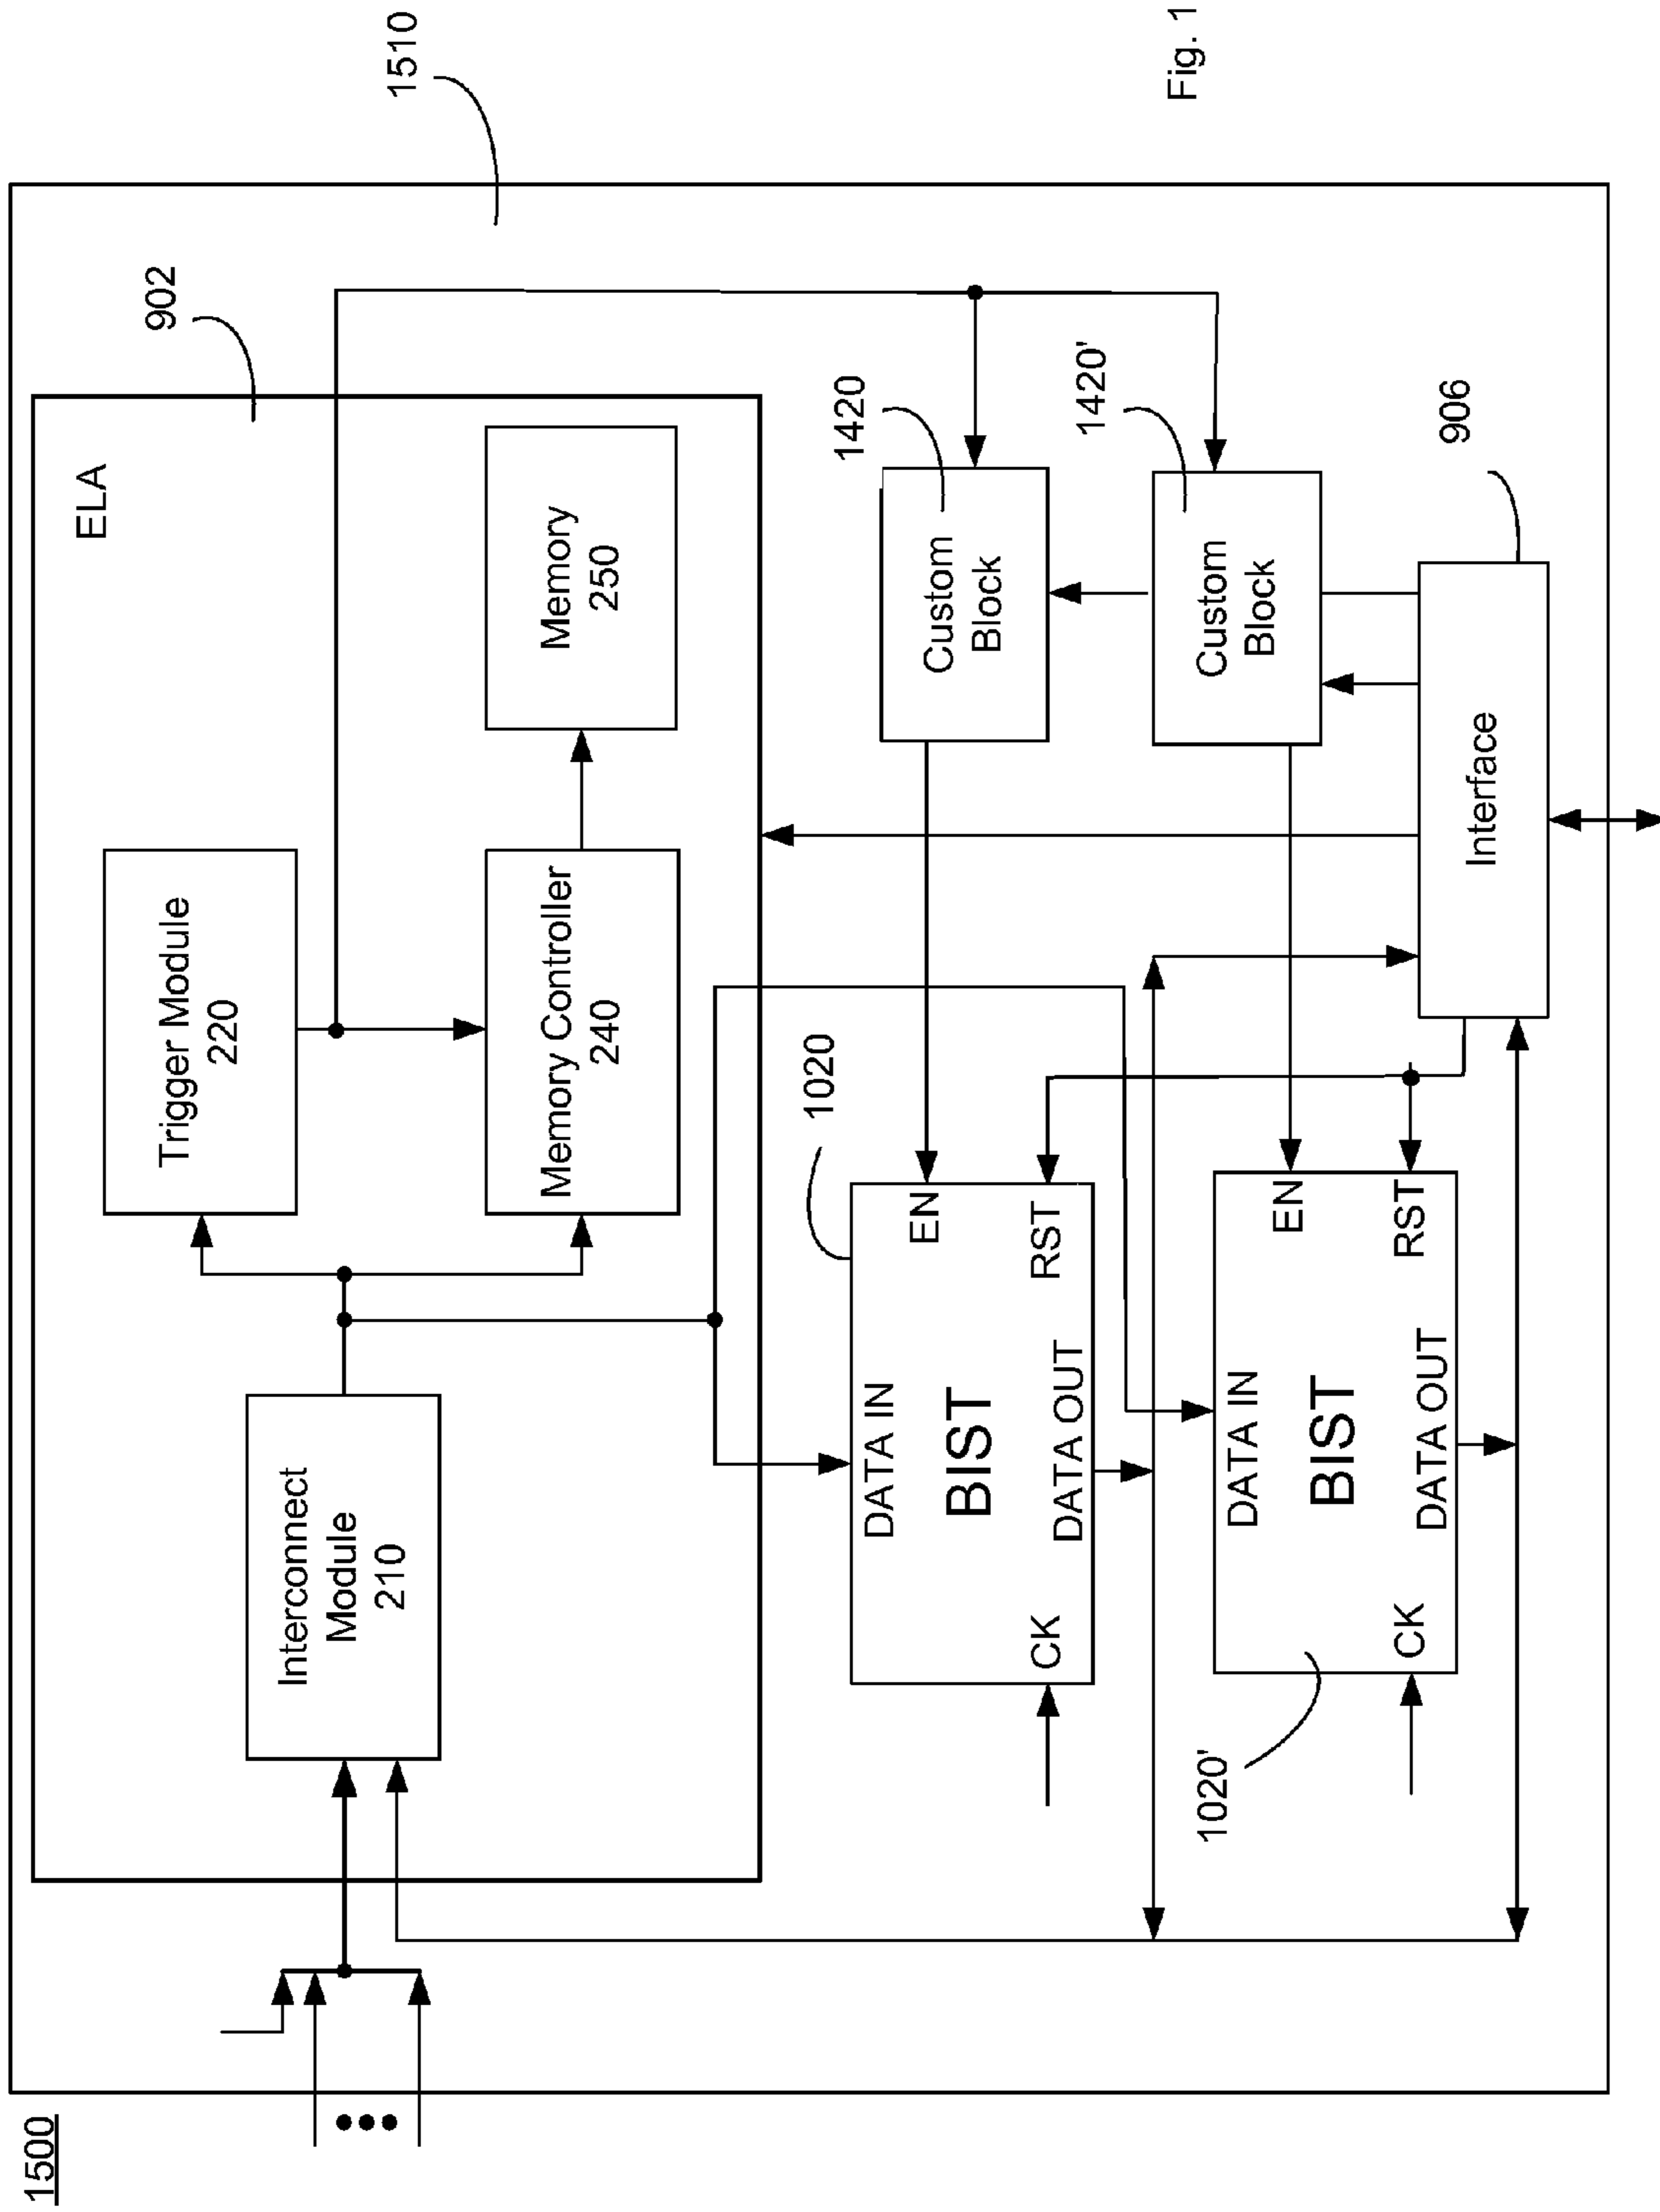 1500
1510
902
ELA
Trigger Module
220
Interconnect
Module
210
Memory Controller
240
Memory
250
1020
DATA IN
EN
BIST
CK
DATA OUT
RST
1420
Custom
Block
1420'
Custom
Block
1020'
DATA IN
EN
BIST
CK
DATA OUT
RST
906
Interface
Fig. 1